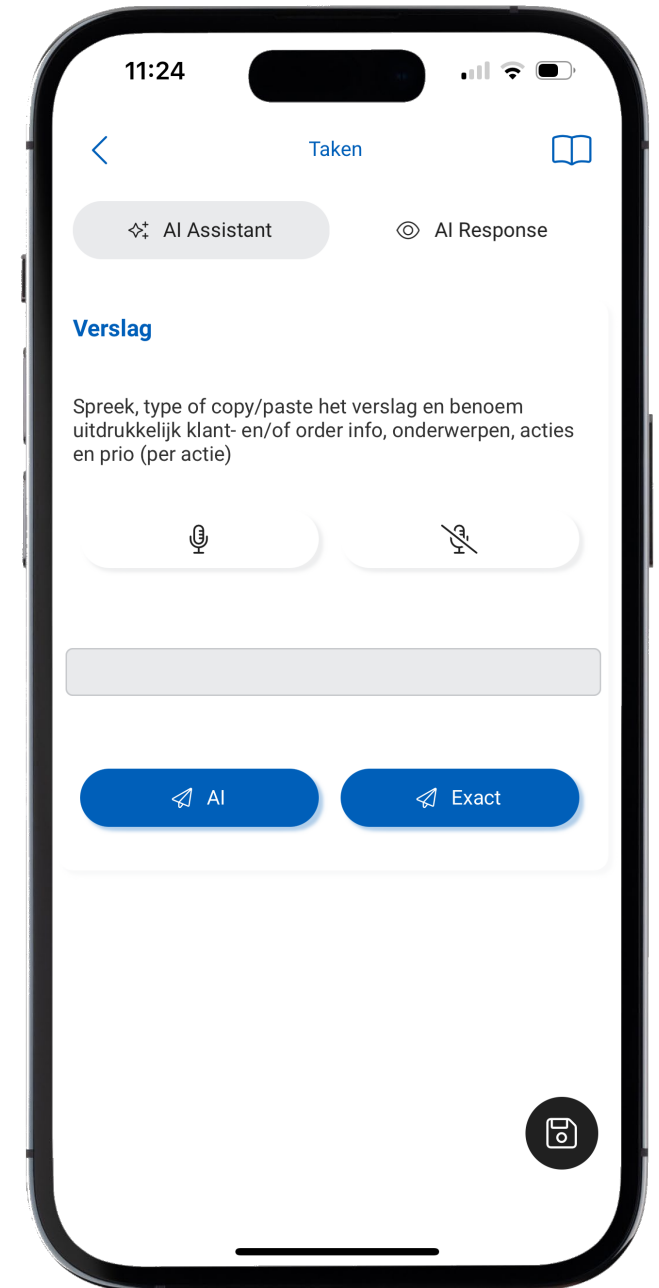 11:24
Taken
AI Assistant
AI Response
Verslag
Spreek, type of copy/paste het verslag en benoem
uitdrukkelijk klant- en/of order info, onderwerpen, acties
en prio (per actie)
AI
Exact